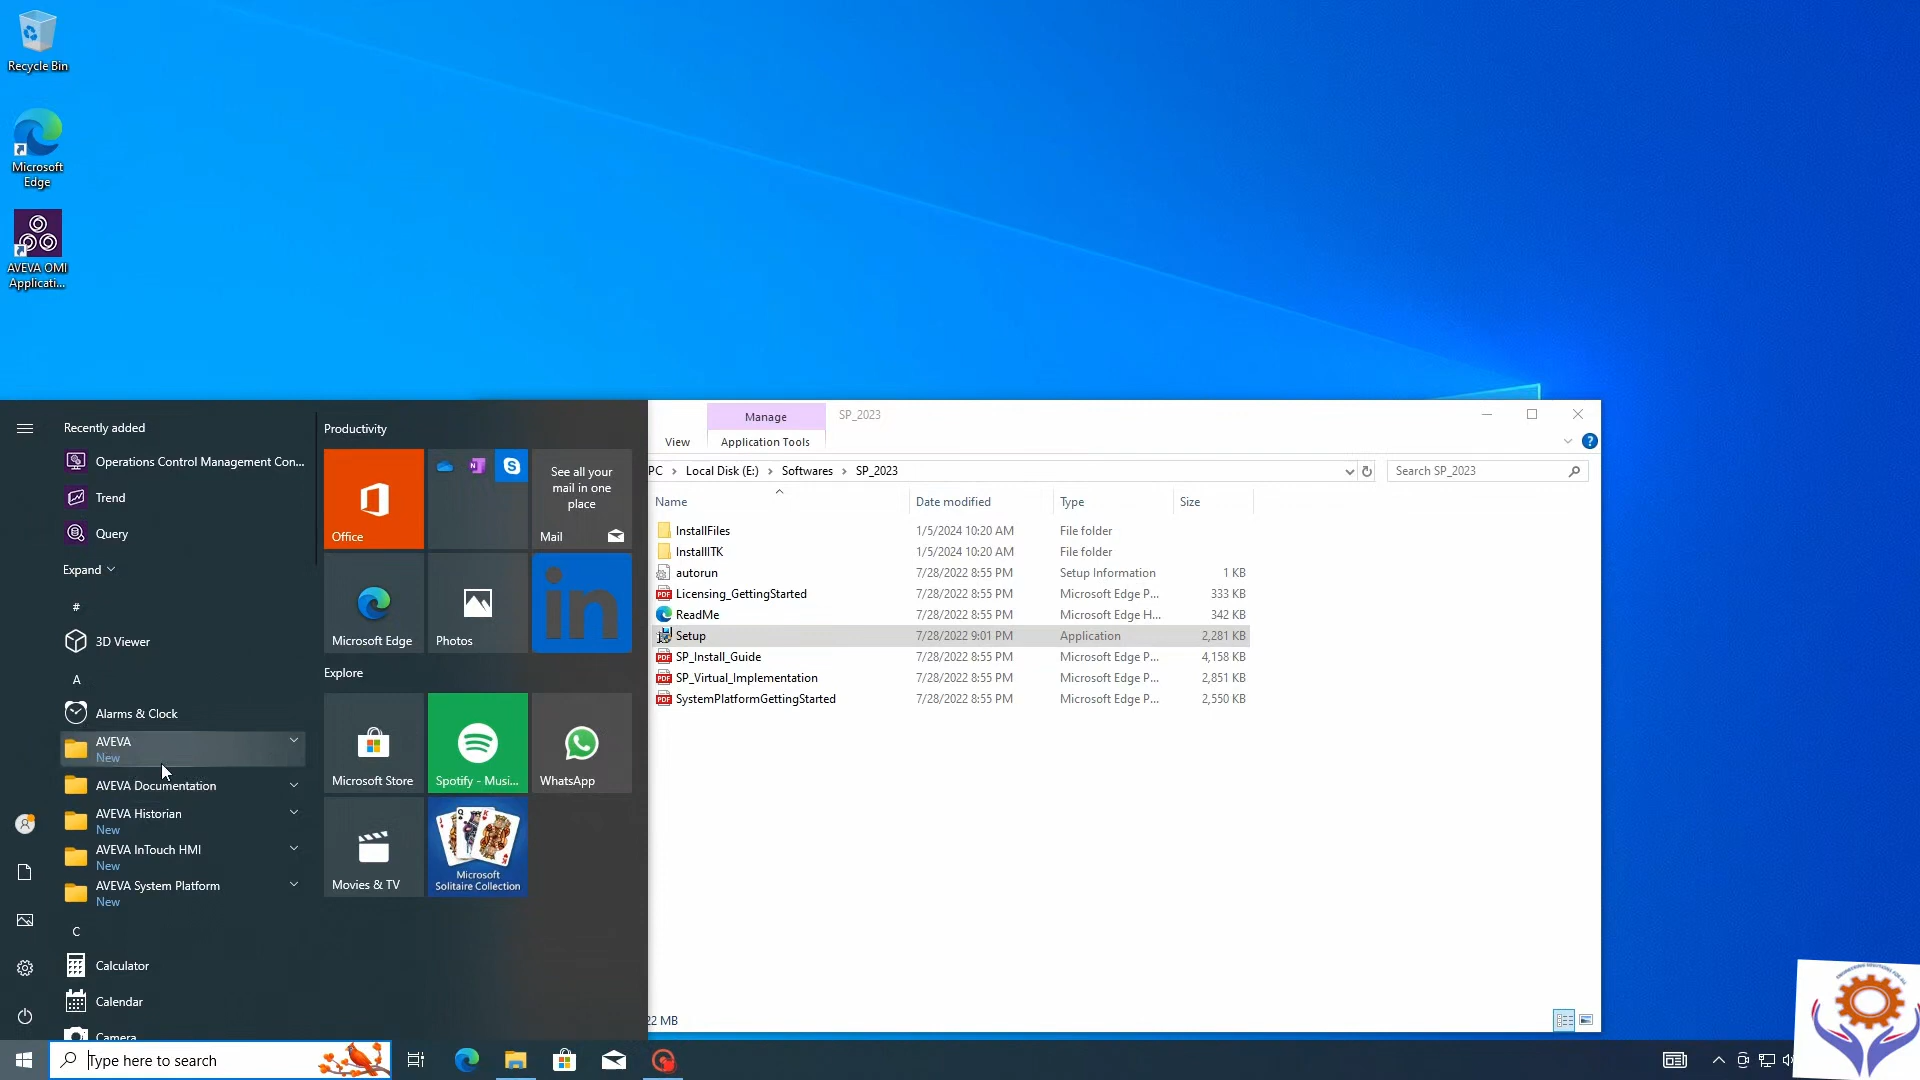 Recycle Bin
Microsoft
Edge
AVEVA OMI
Applicati...
Recently added
Operations Control Management Con...
Trend
Query
Expand
#
3D Viewer
A
Alarms & Clock
AVEVA
New
AVEVA Documentation
AVEVA Historian
New
AVEVA InTouch HMI
New
AVEVA System Platform
New
C
Calculator
Calendar
Camera
Productivity
Office
See all your
mail in one
place
Mail
Microsoft Edge
Photos
in
Explore
Microsoft Store
Spotify - Musi...
WhatsApp
Movies & TV
Microsoft
Solitaire Collection
Manage
SP_2023
View
Application Tools
PC > Local Disk (E:) > Softwares > SP_2023
Search SP_2023
Name Date modified Type Size
InstallFiles 1/5/2024 10:20 AM File folder
InstallITK 1/5/2024 10:20 AM File folder
autorun 7/28/2022 8:55 PM Setup Information 1 KB
Licensing_GettingStarted 7/28/2022 8:55 PM Microsoft Edge P... 333 KB
ReadMe 7/28/2022 8:55 PM Microsoft Edge H... 342 KB
Setup 7/28/2022 9:01 PM Application 2,281 KB
SP_Install_Guide 7/28/2022 8:55 PM Microsoft Edge P... 4,158 KB
SP_Virtual_Implementation 7/28/2022 8:55 PM Microsoft Edge P... 2,851 KB
SystemPlatformGettingStarted 7/28/2022 8:55 PM Microsoft Edge P... 2,550 KB
22 MB
Type here to search